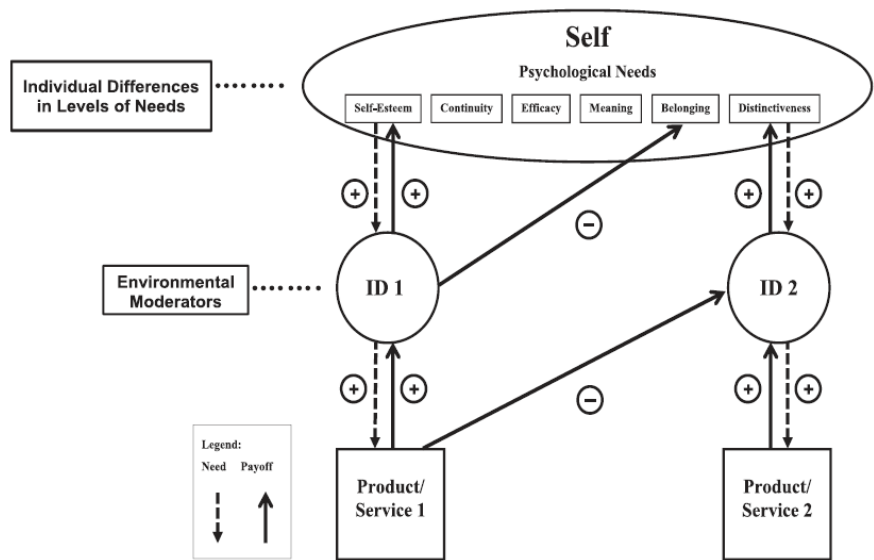 Self
Psychological Needs
Individual Differences
in Levels of Needs
Self-Esteem
Continuity
Efficacy
Meaning
Belonging
Distinctiveness
+
+
+
+
−
Environmental
Moderators
ID 1
ID 2
+
+
+
+
−
Legend:
Need Payoff
Product/
Service 1
Product/
Service 2